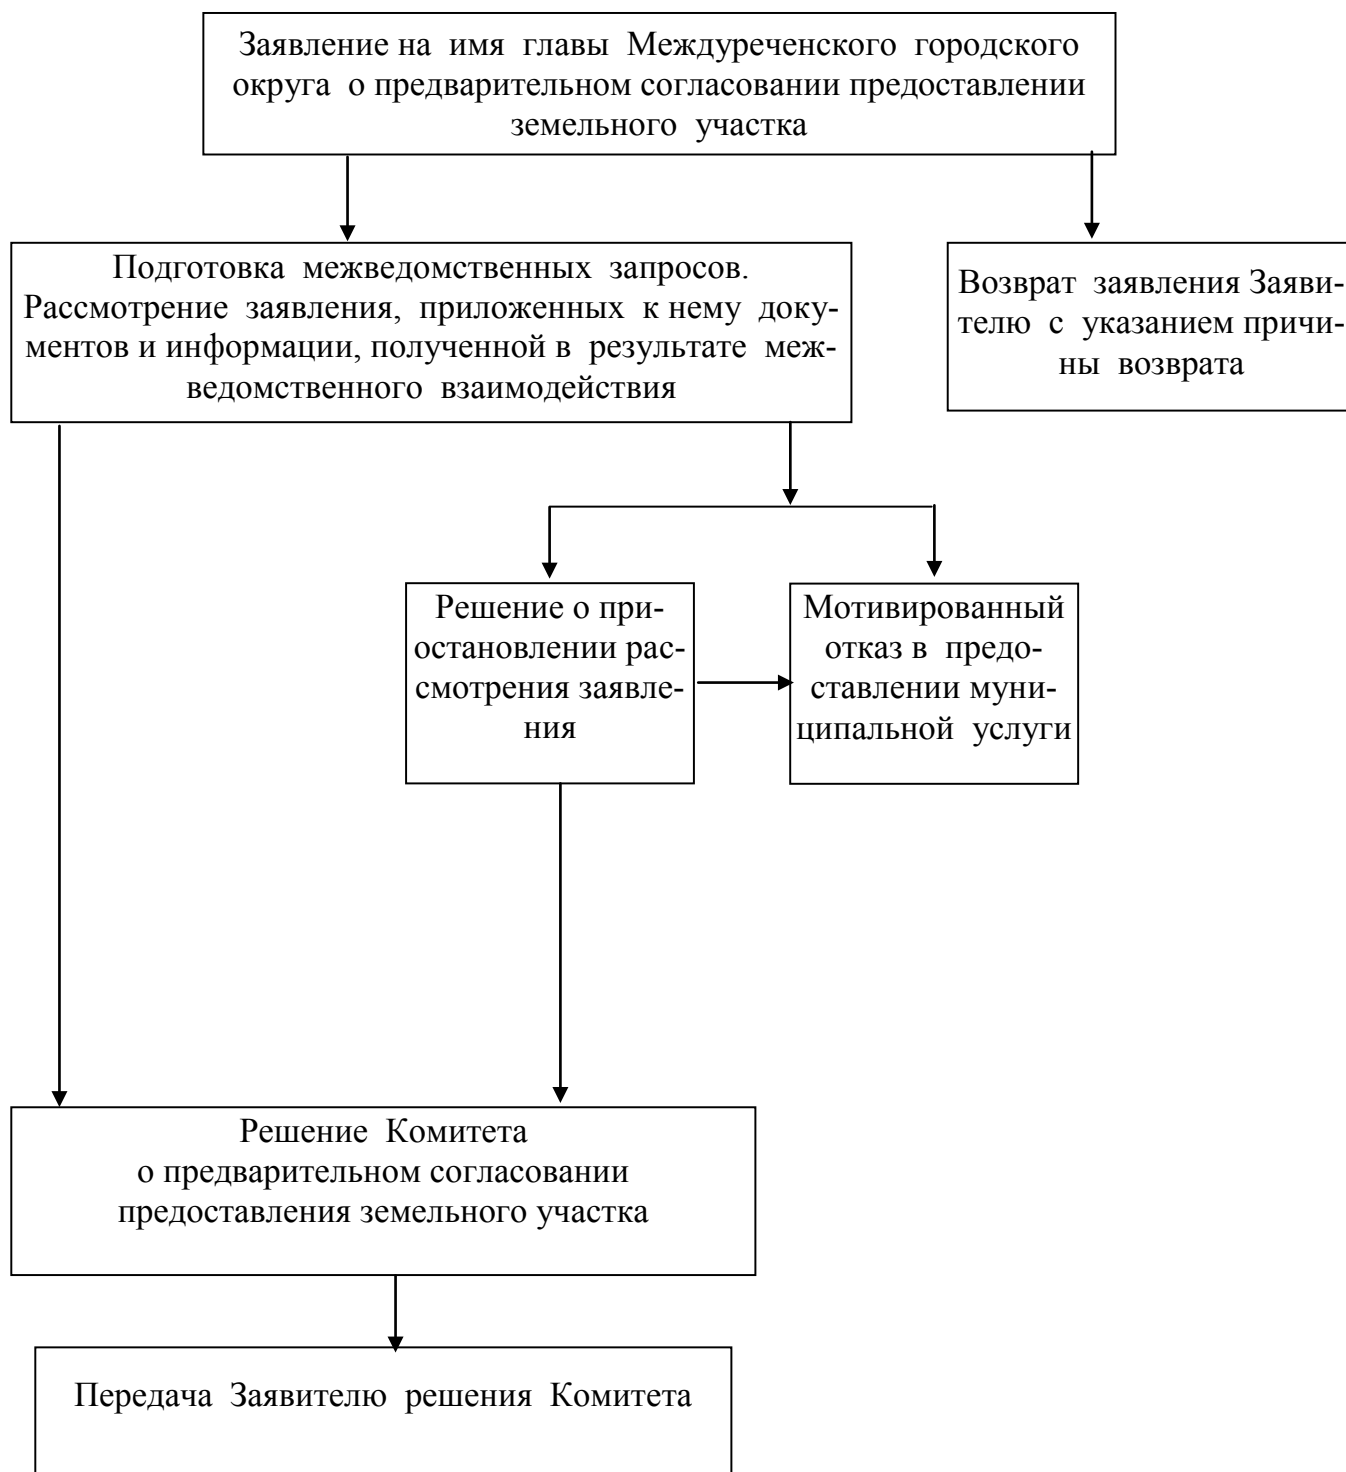 Заявление на имя главы Междуреченского городского
округа о предварительном согласовании предоставлении
земельного участка
Подготовка межведомственных запросов.
Рассмотрение заявления, приложенных к нему доку-
ментов и информации, полученной в результате меж-
ведомственного взаимодействия
Возврат заявления Заяви-
телю с указанием причи-
ны возврата
Решение о при-
остановлении рас-
смотрения заявле-
ния
Мотивированный
отказ в предо-
ставлении муни-
ципальной услуги
Решение Комитета
о предварительном согласовании
предоставления земельного участка
Передача Заявителю решения Комитета